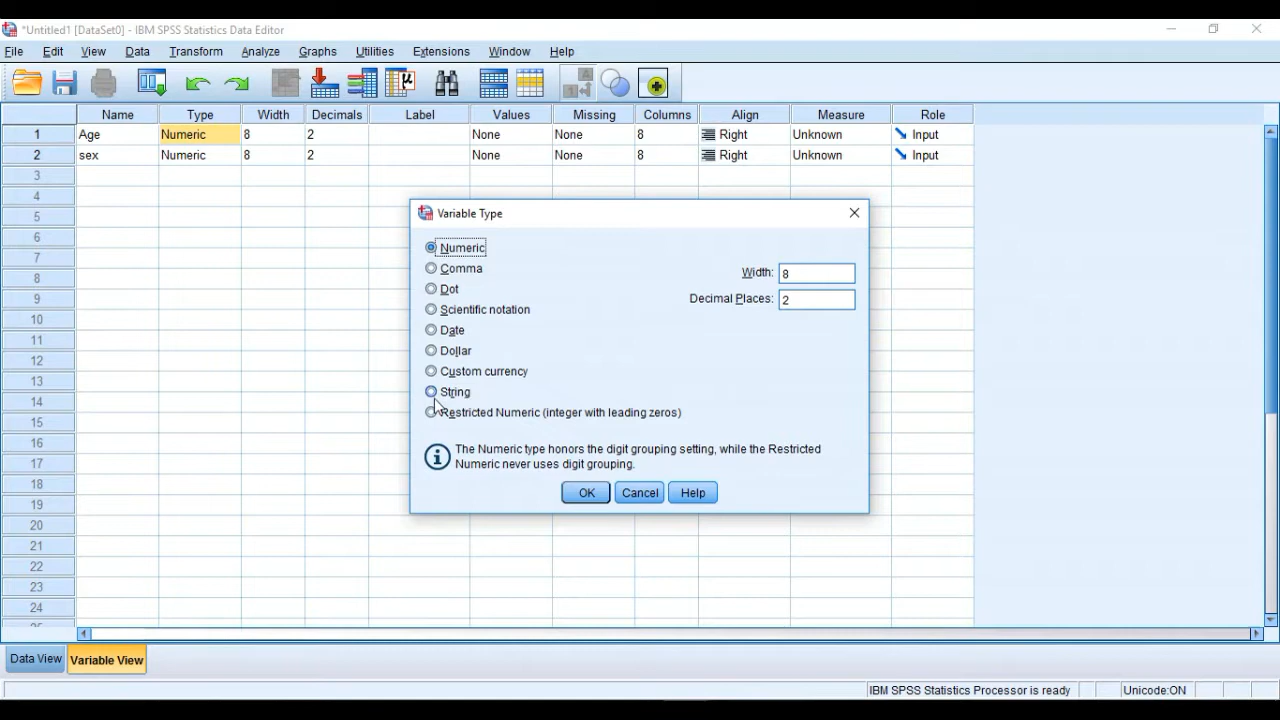 *Untitled1 [DataSet0] - IBM SPSS Statistics Data Editor
File Edit View Data Transform Analyze Graphs Utilities Extensions Window Help
Name Type Width Decimals Label Values Missing Columns Align Measure Role
1 Age Numeric 8 2 None None 8 Right Unknown Input
2 sex Numeric 8 2 None None 8 Right Unknown Input
3
4
5
6
7
8
9
10
11
12
13
14
15
16
17
18
19
20
21
22
23
24
Variable Type
Numeric
Comma
Dot
Scientific notation
Date
Dollar
Custom currency
String
Restricted Numeric (integer with leading zeros)
Width: 8
Decimal Places: 2
The Numeric type honors the digit grouping setting, while the Restricted
Numeric never uses digit grouping.
OK Cancel Help
Data View Variable View
IBM SPSS Statistics Processor is ready Unicode:ON